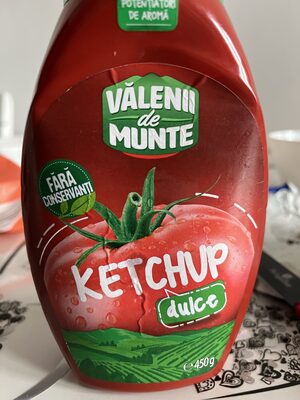 POTENȚIATORI
DE AROMĂ
VĂLENII
de
MUNTE
FĂRĂ
CONSERVANȚI
KETCHUP
dulce
℮450g